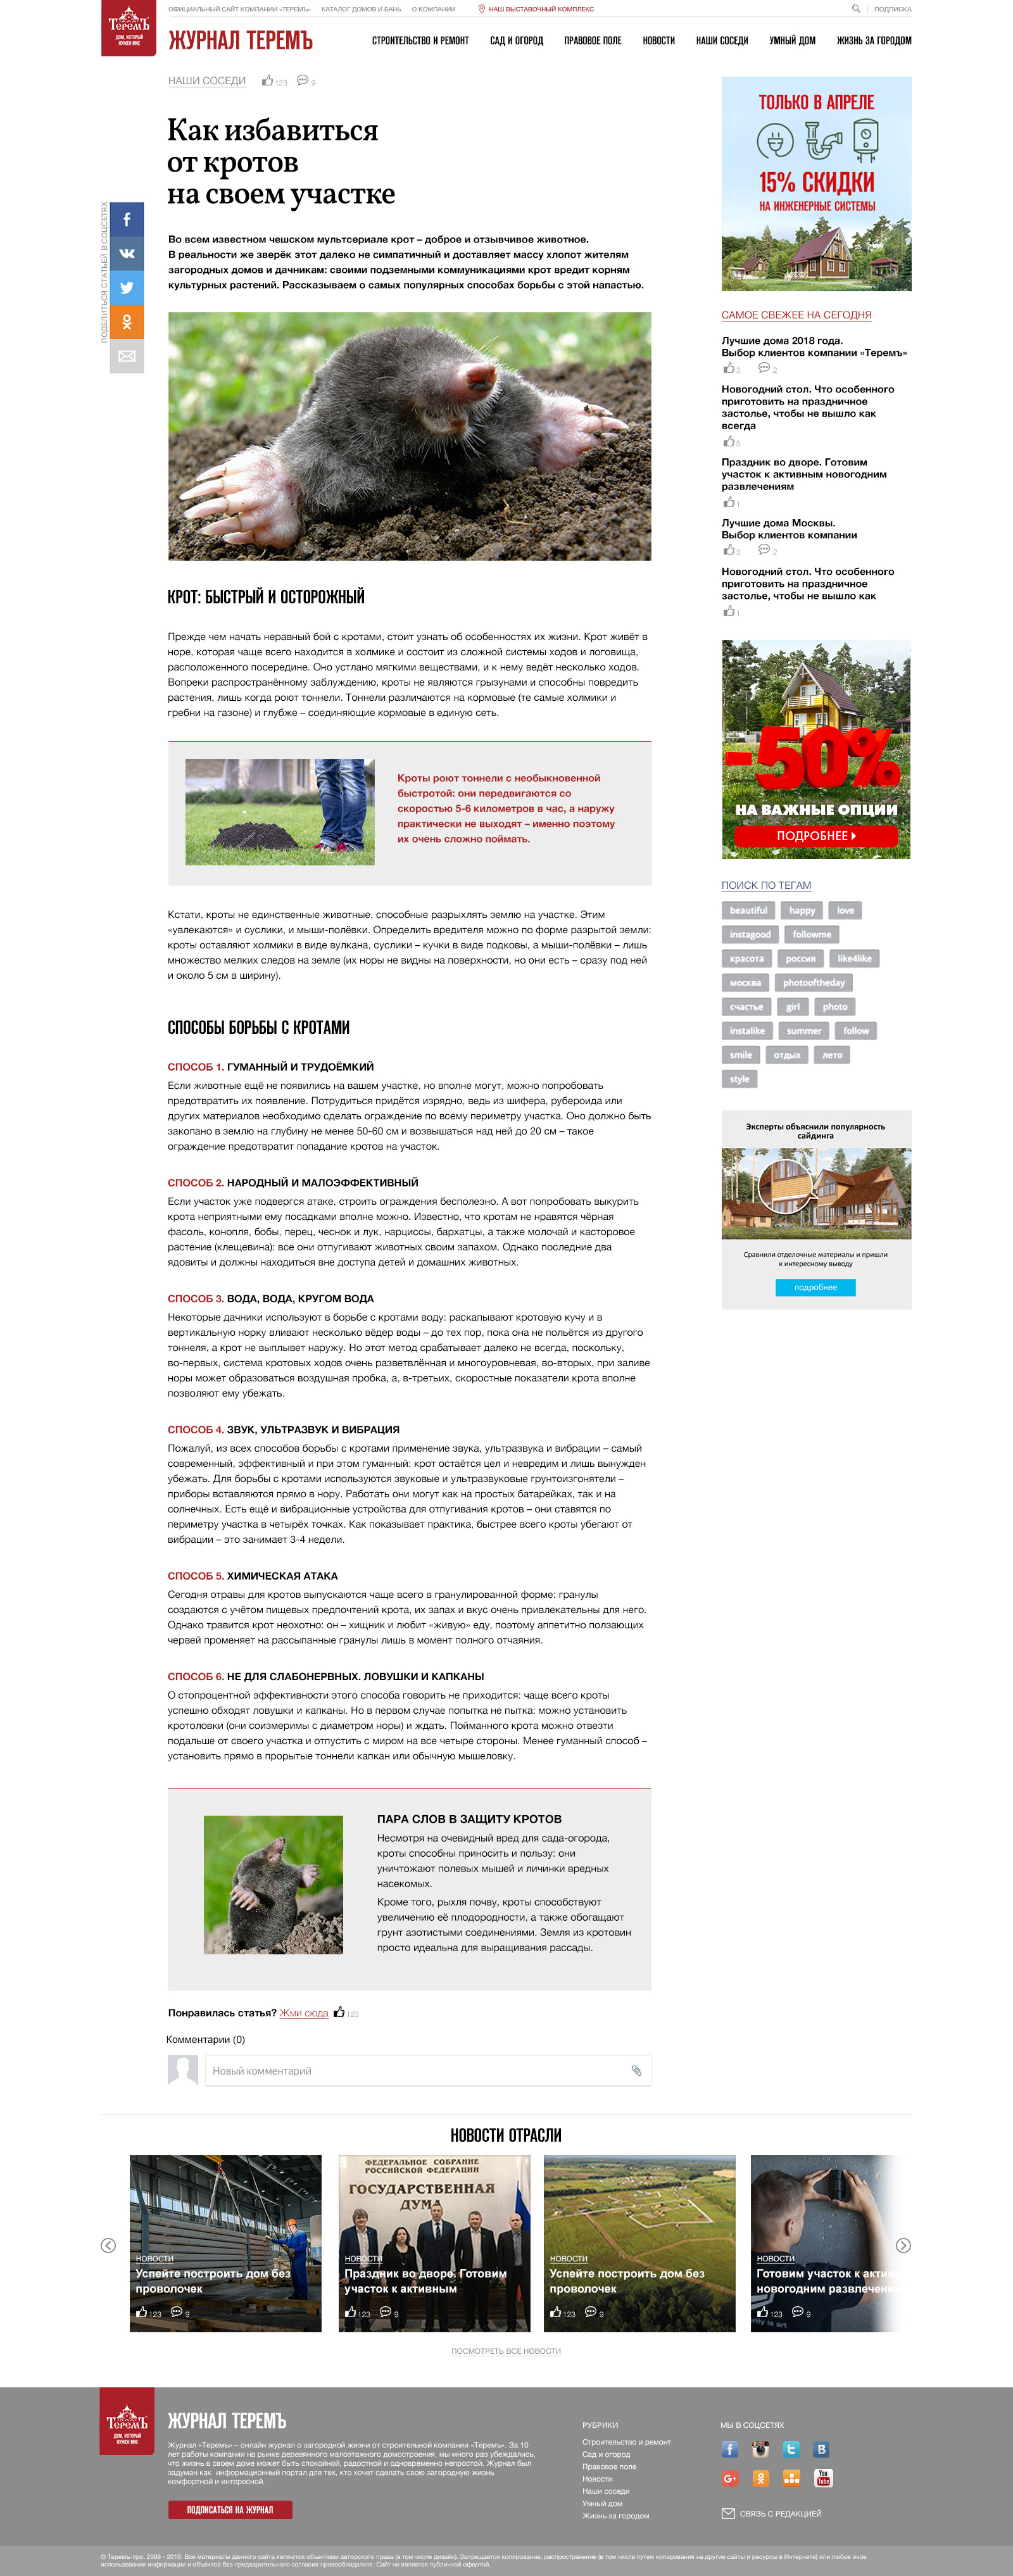 ТеремЪ
ДОМ, КОТОРЫЙ
НУЖЕН МНЕ
ОФИЦИАЛЬНЫЙ САЙТ КОМПАНИИ «ТЕРЕМЪ»
КАТАЛОГ ДОМОВ И БАНЬ
О КОМПАНИИ
НАШ ВЫСТАВОЧНЫЙ КОМПЛЕКС
ПОДПИСКА
ЖУРНАЛ ТЕРЕМЪ
СТРОИТЕЛЬСТВО И РЕМОНТ
САД И ОГОРОД
ПРАВОВОЕ ПОЛЕ
НОВОСТИ
НАШИ СОСЕДИ
УМНЫЙ ДОМ
ЖИЗНЬ ЗА ГОРОДОМ
НАШИ СОСЕДИ
123
9
Как избавиться
от кротов
на своем участке
ПОДЕЛИТЬСЯ СТАТЬЕЙ В СОЦСЕТЯХ
Во всем известном чешском мультсериале крот – доброе и отзывчивое животное.
В реальности же зверёк этот далеко не симпатичный и доставляет массу хлопот жителям
загородных домов и дачникам: своими подземными коммуникациями крот вредит корням
культурных растений. Рассказываем о самых популярных способах борьбы с этой напастью.
КРОТ: БЫСТРЫЙ И ОСТОРОЖНЫЙ
Прежде чем начать неравный бой с кротами, стоит узнать об особенностях их жизни. Крот живёт в
норе, которая чаще всего находится в холмике и состоит из сложной системы ходов и логовища,
расположенного посередине. Оно устлано мягкими веществами, и к нему ведёт несколько ходов.
Вопреки распространённому заблуждению, кроты не являются грызунами и способны повредить
растения, лишь когда роют тоннели. Тоннели различаются на кормовые (те самые холмики и
гребни на газоне) и глубже – соединяющие кормовые в единую сеть.
Кроты роют тоннели с необыкновенной
быстротой: они передвигаются со
скоростью 5-6 километров в час, а наружу
практически не выходят – именно поэтому
их очень сложно поймать.
Кстати, кроты не единственные животные, способные разрыхлять землю на участке. Этим
«увлекаются» и суслики, и мыши-полёвки. Определить вредителя можно по форме разрытой земли:
кроты оставляют холмики в виде вулкана, суслики – кучки в виде подковы, а мыши-полёвки – лишь
множество мелких следов на земле (их норы не видны на поверхности, но они есть – сразу под ней
и около 5 см в ширину).
СПОСОБЫ БОРЬБЫ С КРОТАМИ
СПОСОБ 1. ГУМАННЫЙ И ТРУДОЁМКИЙ
Если животные ещё не появились на вашем участке, но вполне могут, можно попробовать
предотвратить их появление. Потрудиться придётся изрядно, ведь из шифера, рубероида или
других материалов необходимо сделать ограждение по всему периметру участка. Оно должно быть
закопано в землю на глубину не менее 50-60 см и возвышаться над ней до 20 см – такое
ограждение предотвратит попадание кротов на участок.
СПОСОБ 2. НАРОДНЫЙ И МАЛОЭФФЕКТИВНЫЙ
Если участок уже подвергся атаке, строить ограждения бесполезно. А вот попробовать выкурить
крота неприятными ему посадками вполне можно. Известно, что кротам не нравятся чёрная
фасоль, конопля, бобы, перец, чеснок и лук, нарциссы, бархатцы, а также молочай и касторовое
растение (клещевина): все они отпугивают животных своим запахом. Однако последние два
ядовиты и должны находиться вне доступа детей и домашних животных.
СПОСОБ 3. ВОДА, ВОДА, КРУГОМ ВОДА
Некоторые дачники используют в борьбе с кротами воду: раскапывают кротовую кучу и в
вертикальную норку вливают несколько вёдер воды – до тех пор, пока она не польётся из другого
тоннеля, а крот не выплывет наружу. Но этот метод срабатывает далеко не всегда, поскольку,
во-первых, система кротовых ходов очень разветвлённая и многоуровневая, во-вторых, при заливе
норы может образоваться воздушная пробка, а, в-третьих, скоростные показатели крота вполне
позволяют ему убежать.
СПОСОБ 4. ЗВУК, УЛЬТРАЗВУК И ВИБРАЦИЯ
Пожалуй, из всех способов борьбы с кротами применение звука, ультразвука и вибрации – самый
современный, эффективный и при этом гуманный: крот остаётся цел и невредим и лишь вынужден
убежать. Для борьбы с кротами используются звуковые и ультразвуковые грунтоизгонятели –
приборы вставляются прямо в нору. Работать они могут как на простых батарейках, так и на
солнечных. Есть ещё и вибрационные устройства для отпугивания кротов – они ставятся по
периметру участка в четырёх точках. Как показывает практика, быстрее всего кроты убегают от
вибрации – это занимает 3-4 недели.
СПОСОБ 5. ХИМИЧЕСКАЯ АТАКА
Сегодня отравы для кротов выпускаются чаще всего в гранулированной форме: гранулы
создаются с учётом пищевых предпочтений крота, их запах и вкус очень привлекательны для него.
Однако травится крот неохотно: он – хищник и любит «живую» еду, поэтому аппетитно ползающих
червей променяет на рассыпанные гранулы лишь в момент полного отчаяния.
СПОСОБ 6. НЕ ДЛЯ СЛАБОНЕРВНЫХ. ЛОВУШКИ И КАПКАНЫ
О стопроцентной эффективности этого способа говорить не приходится: чаще всего кроты
успешно обходят ловушки и капканы. Но в первом случае попытка не пытка: можно установить
кротоловки (они соизмеримы с диаметром норы) и ждать. Пойманного крота можно отвезти
подальше от своего участка и отпустить с миром на все четыре стороны. Менее гуманный способ –
установить прямо в прорытые тоннели капкан или обычную мышеловку.
ПАРА СЛОВ В ЗАЩИТУ КРОТОВ
Несмотря на очевидный вред для сада-огорода,
кроты способны приносить и пользу: они
уничтожают полевых мышей и личинки вредных
насекомых.
Кроме того, рыхля почву, кроты способствуют
увеличению её плодородности, а также обогащают
грунт азотистыми соединениями. Земля из кротовин
просто идеальна для выращивания рассады.
Понравилась статья? Жми сюда 123
Комментарии (0)
Новый комментарий
ТОЛЬКО В АПРЕЛЕ
15% СКИДКИ
НА ИНЖЕНЕРНЫЕ СИСТЕМЫ
САМОЕ СВЕЖЕЕ НА СЕГОДНЯ
Лучшие дома 2018 года.
Выбор клиентов компании «Теремъ»
3 2
Новогодний стол. Что особенного
приготовить на праздничное
застолье, чтобы не вышло как
всегда
5
Праздник во дворе. Готовим
участок к активным новогодним
развлечениям
1
Лучшие дома Москвы.
Выбор клиентов компании
3 2
Новогодний стол. Что особенного
приготовить на праздничное
застолье, чтобы не вышло как
1
-50%
НА ВАЖНЫЕ ОПЦИИ
ПОДРОБНЕЕ
ПОИСК ПО ТЕГАМ
beautiful happy love
instagood followme
красота россия like4like
москва photooftheday
счастье girl photo
instalike summer follow
smile отдых лето
style
Эксперты объяснили популярность
сайдинга
Сравнили отделочные материалы и пришли
к интересному выводу
подробнее
НОВОСТИ ОТРАСЛИ
НОВОСТИ
Успейте построить дом без
проволочек
123 9
ФЕДЕРАЛЬНОЕ СОБРАНИЕ
РОССИЙСКОЙ ФЕДЕРАЦИИ
ГОСУДАРСТВЕННАЯ
ДУМА
НОВОСТИ
Праздник во дворе. Готовим
участок к активным
123 9
НОВОСТИ
Успейте построить дом без
проволочек
123 9
НОВОСТИ
Готовим участок к актив
новогодним развлечени
123 9
ПОСМОТРЕТЬ ВСЕ НОВОСТИ
ТеремЪ
ДОМ, КОТОРЫЙ
НУЖЕН МНЕ
ЖУРНАЛ ТЕРЕМЪ
Журнал «Теремъ» – онлайн журнал о загородной жизни от строительной компании «Теремъ». За 10
лет работы компании на рынке деревянного малоэтажного домостроения, мы много раз убеждались,
что жизнь в своем доме может быть спокойной, радостной и одновременно непростой. Журнал был
задуман как информационный портал для тех, кто хочет сделать свою загородную жизнь
комфортной и интересной.
ПОДПИСАТЬСЯ НА ЖУРНАЛ
РУБРИКИ
Строительство и ремонт
Сад и огород
Правовое поле
Новости
Наши соседи
Умный дом
Жизнь за городом
МЫ В СОЦСЕТЯХ
You
Tube
СВЯЗЬ С РЕДАКЦИЕЙ
© Теремъ-про, 2009 - 2019. Все материалы данного сайта являются объектами авторского права (в том числе дизайн). Запрещается копирование, распространение (в том числе путем копирования на другие сайты и ресурсы в Интернете) или любое иное
использование информации и объектов без предварительного согласия правообладателя. Сайт не является публичной офертой.